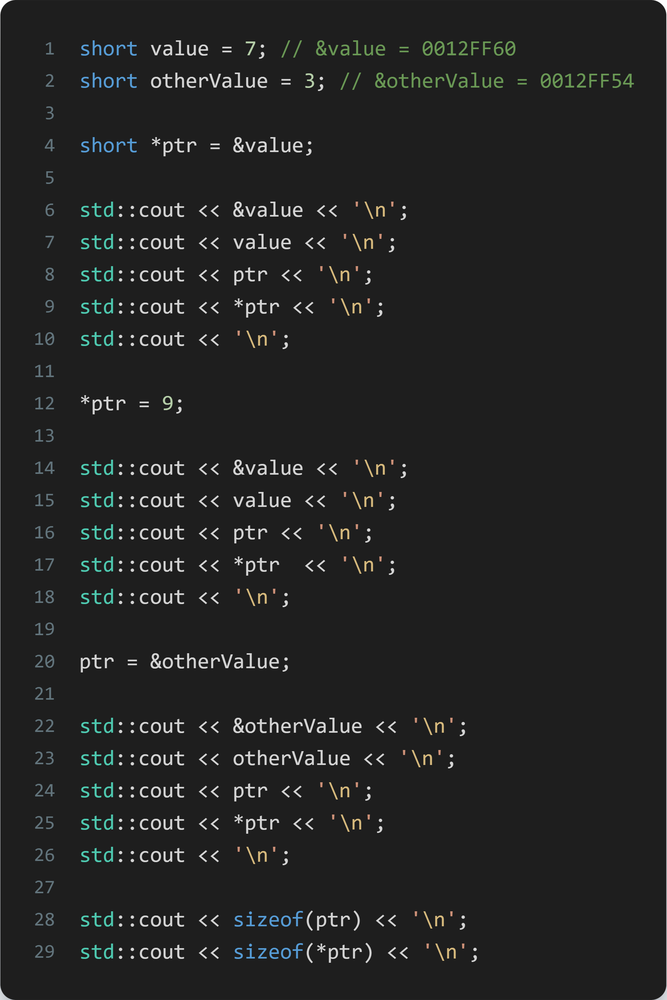 1 short value = 7; // &value = 0012FF60
2 short otherValue = 3; // &otherValue = 0012FF54
3
4 short *ptr = &value;
5
6 std::cout << &value << '\n';
7 std::cout << value << '\n';
8 std::cout << ptr << '\n';
9 std::cout << *ptr << '\n';
10 std::cout << '\n';
11
12 *ptr = 9;
13
14 std::cout << &value << '\n';
15 std::cout << value << '\n';
16 std::cout << ptr << '\n';
17 std::cout << *ptr  << '\n';
18 std::cout << '\n';
19
20 ptr = &otherValue;
21
22 std::cout << &otherValue << '\n';
23 std::cout << otherValue << '\n';
24 std::cout << ptr << '\n';
25 std::cout << *ptr << '\n';
26 std::cout << '\n';
27
28 std::cout << sizeof(ptr) << '\n';
29 std::cout << sizeof(*ptr) << '\n';